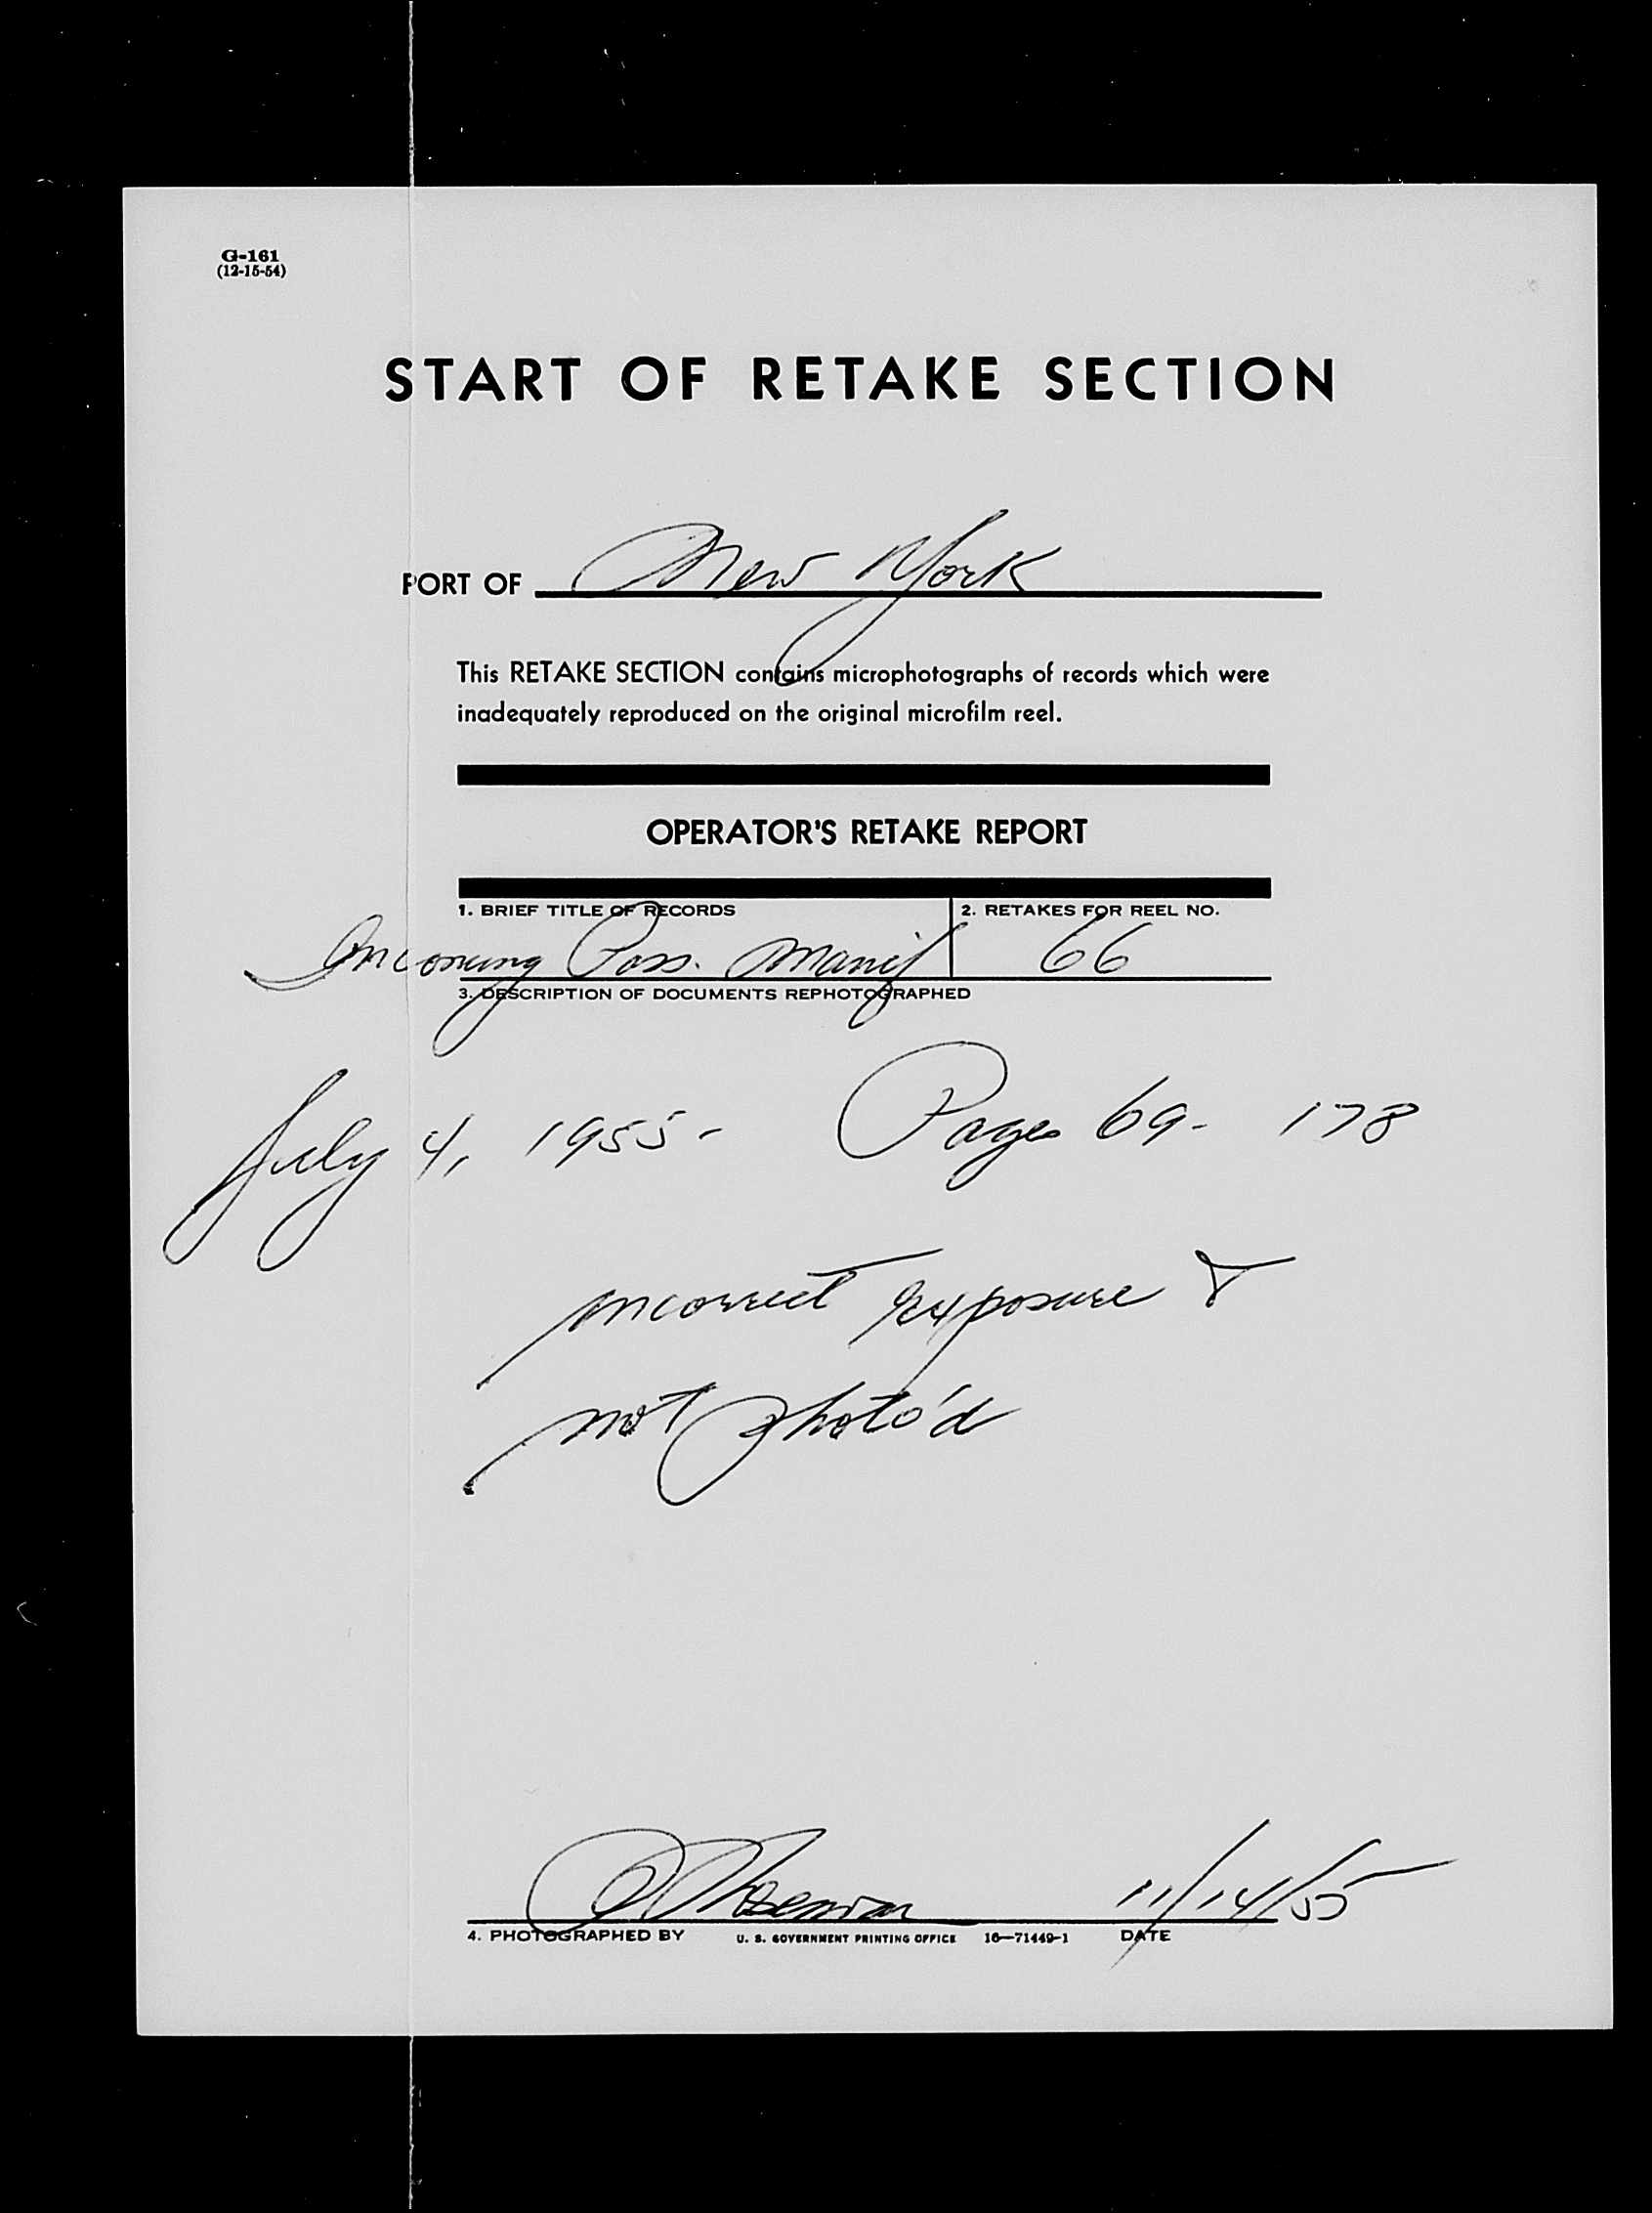 G-161
(12-15-54)
START OF RETAKE SECTION
PORT OF New York
This RETAKE SECTION contains microphotographs of records which were
inadequately reproduced on the original microfilm reel.
OPERATOR'S RETAKE REPORT
1. BRIEF TITLE OF RECORDS 2. RETAKES FOR REEL NO.
Incoming Pass. Manif 66
3. DESCRIPTION OF DOCUMENTS REPHOTOGRAPHED
July 4, 1955- Pages 69- 178
incorrect exposure &
not photo'd
11/14/55
4. PHOTOGRAPHED BY U. S. GOVERNMENT PRINTING OFFICE 16—71449-1 DATE